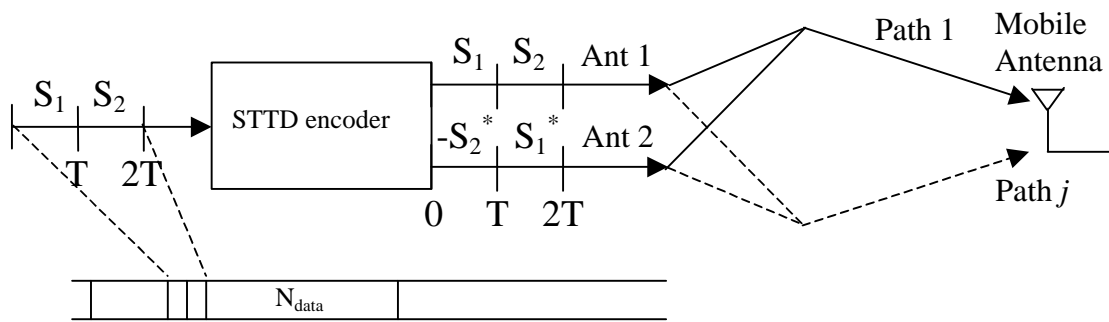 Path 1
Mobile
Antenna
S₁ S₂ Ant 1
S₁ S₂
STTD encoder
-S₂* S₁* Ant 2
T 2T
0 T 2T
Path j
N_data